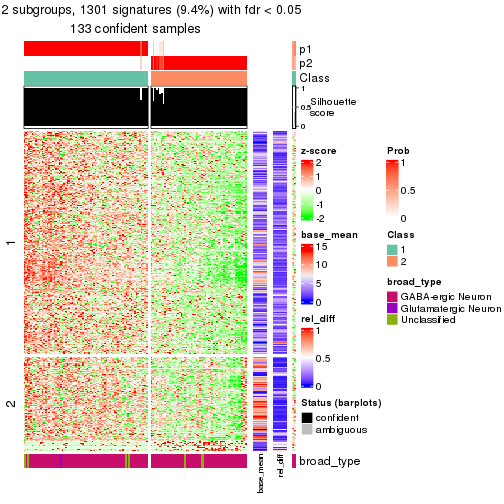 2 subgroups, 1301 signatures (9.4%) with fdr < 0.05
133 confident samples
p1
p2
Class
1
0.5
0
Silhouette
score
1
2
z-score
2
1
0
-1
-2
Prob
1
0.5
0
base_mean
15
10
5
0
Class
1
2
broad_type
GABA-ergic Neuron
Glutamatergic Neuron
Unclassified
rel_diff
1
0.5
0
Status (barplots)
confident
ambiguous
broad_type
base_mean
rel_diff